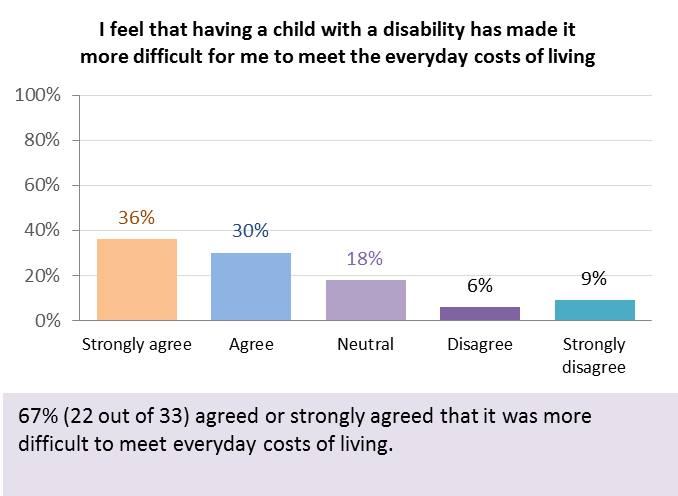 I feel that having a child with a disability has made it
more difficult for me to meet the everyday costs of living
100%
80%
60%
40%
20%
0%
36%
30%
18%
6%
9%
Strongly agree
Agree
Neutral
Disagree
Strongly
disagree
67% (22 out of 33) agreed or strongly agreed that it was more
difficult to meet everyday costs of living.